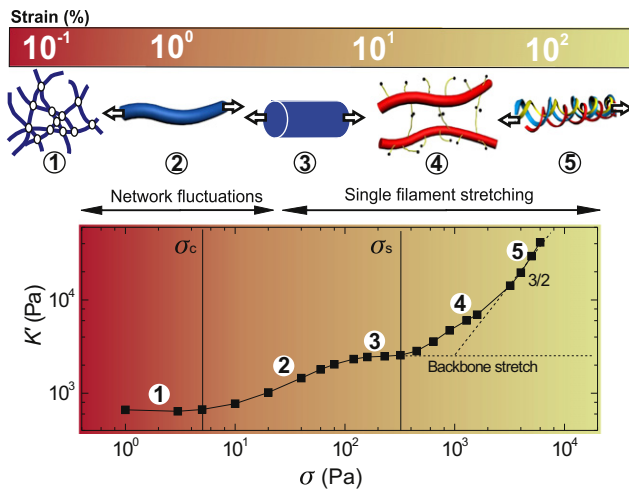 Strain (%)
10⁻¹ 10⁰ 10¹ 10²
① ② ③ ④ ⑤
Network fluctuations Single filament stretching
σc σs
5
3/2
4
3
2
1
Backbone stretch
10⁴
10³
K' (Pa)
10⁰ 10¹ 10² 10³ 10⁴
σ (Pa)